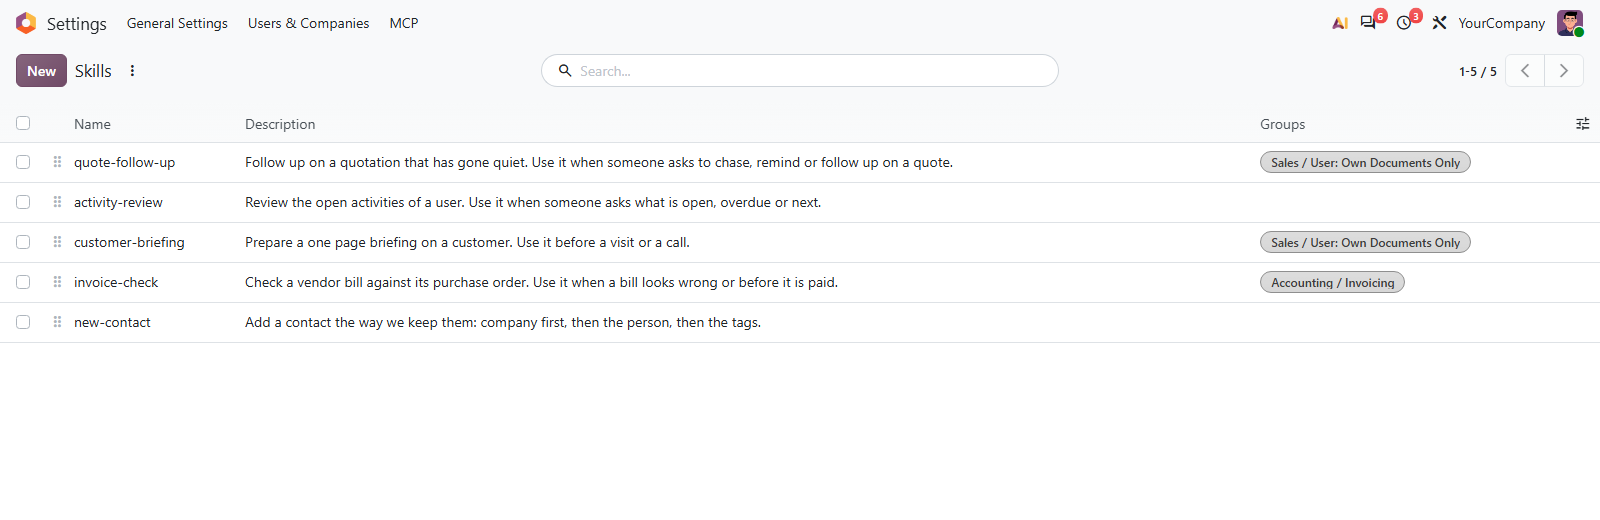 Settings General Settings Users & Companies MCP AI 6 3 YourCompany
New Skills Search... 1-5 / 5
Name Description Groups
quote-follow-up Follow up on a quotation that has gone quiet. Use it when someone asks to chase, remind or follow up on a quote. Sales / User: Own Documents Only
activity-review Review the open activities of a user. Use it when someone asks what is open, overdue or next.
customer-briefing Prepare a one page briefing on a customer. Use it before a visit or a call. Sales / User: Own Documents Only
invoice-check Check a vendor bill against its purchase order. Use it when a bill looks wrong or before it is paid. Accounting / Invoicing
new-contact Add a contact the way we keep them: company first, then the person, then the tags.